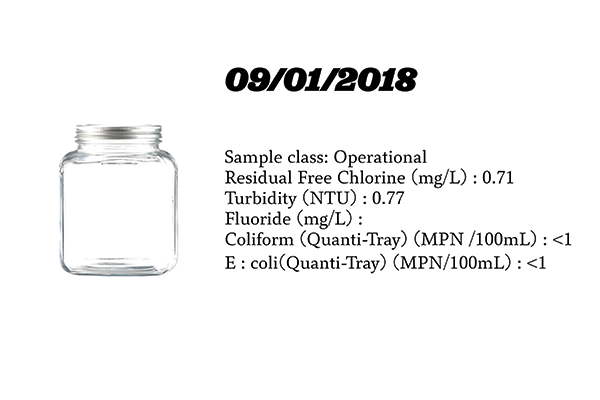 09/01/2018
Sample class: Operational
Residual Free Chlorine (mg/L) : 0.71
Turbidity (NTU) : 0.77
Fluoride (mg/L) :
Coliform (Quanti-Tray) (MPN /100mL) : <1
E : coli(Quanti-Tray) (MPN/100mL) : <1